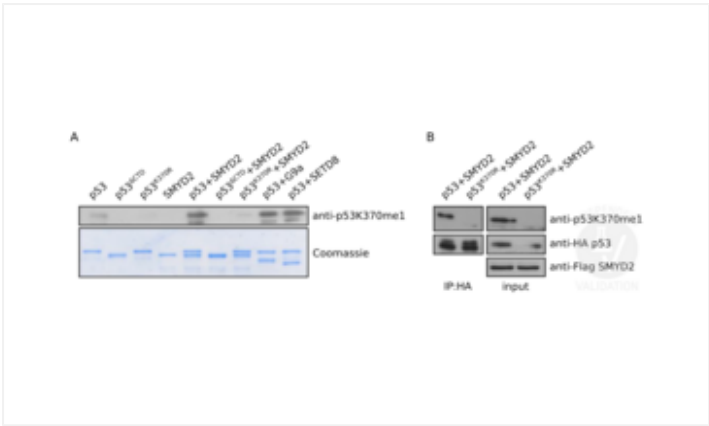 A
p53
p53ΔCTD
p53K370R
SMYD2
p53+SMYD2
p53ΔCTD+SMYD2
p53K370R+SMYD2
p53+G9a
p53+SETD8
anti-p53K370me1
Coomassie
B
p53+SMYD2
p53K370R+SMYD2
p53+SMYD2
p53K370R+SMYD2
anti-p53K370me1
anti-HA p53
anti-Flag SMYD2
IP:HA
input
VALIDATION